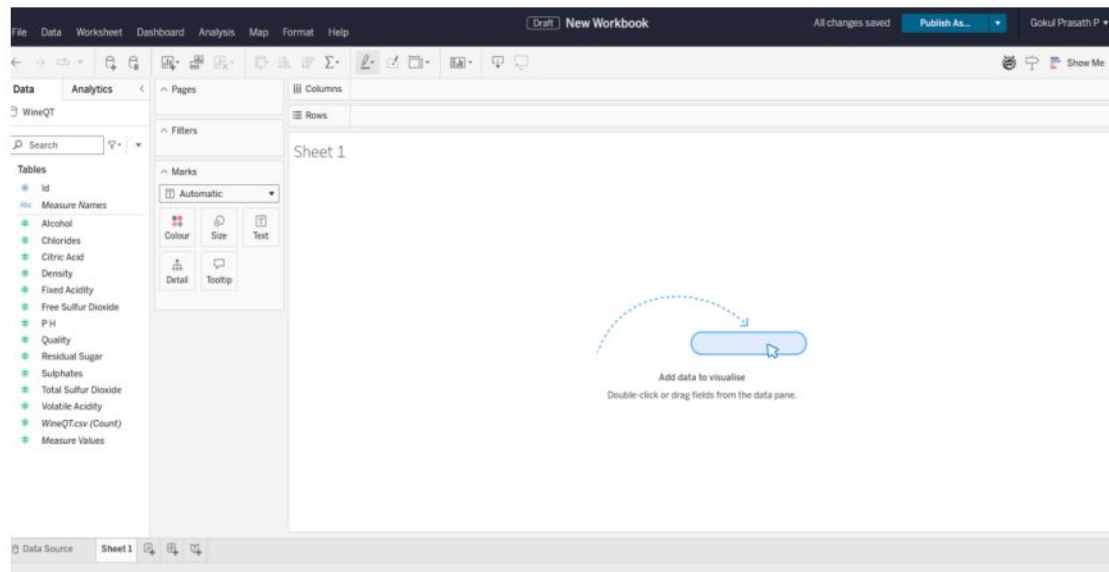 Draft New Workbook
All changes saved
Publish As...
Gokul Prasath P
File Data Worksheet Dashboard Analysis Map Format Help
Show Me
Data Analytics
WineQT
Search
Tables
Id
Abc Measure Names
Alcohol
Chlorides
Citric Acid
Density
Fixed Acidity
Free Sulfur Dioxide
P H
Quality
Residual Sugar
Sulphates
Total Sulfur Dioxide
Volatile Acidity
WineQT.csv (Count)
Measure Values
Pages
Filters
Marks
Automatic
Colour Size Text
Detail Tooltip
Columns
Rows
Sheet 1
Add data to visualise
Double-click or drag fields from the data pane.
Data Source Sheet 1